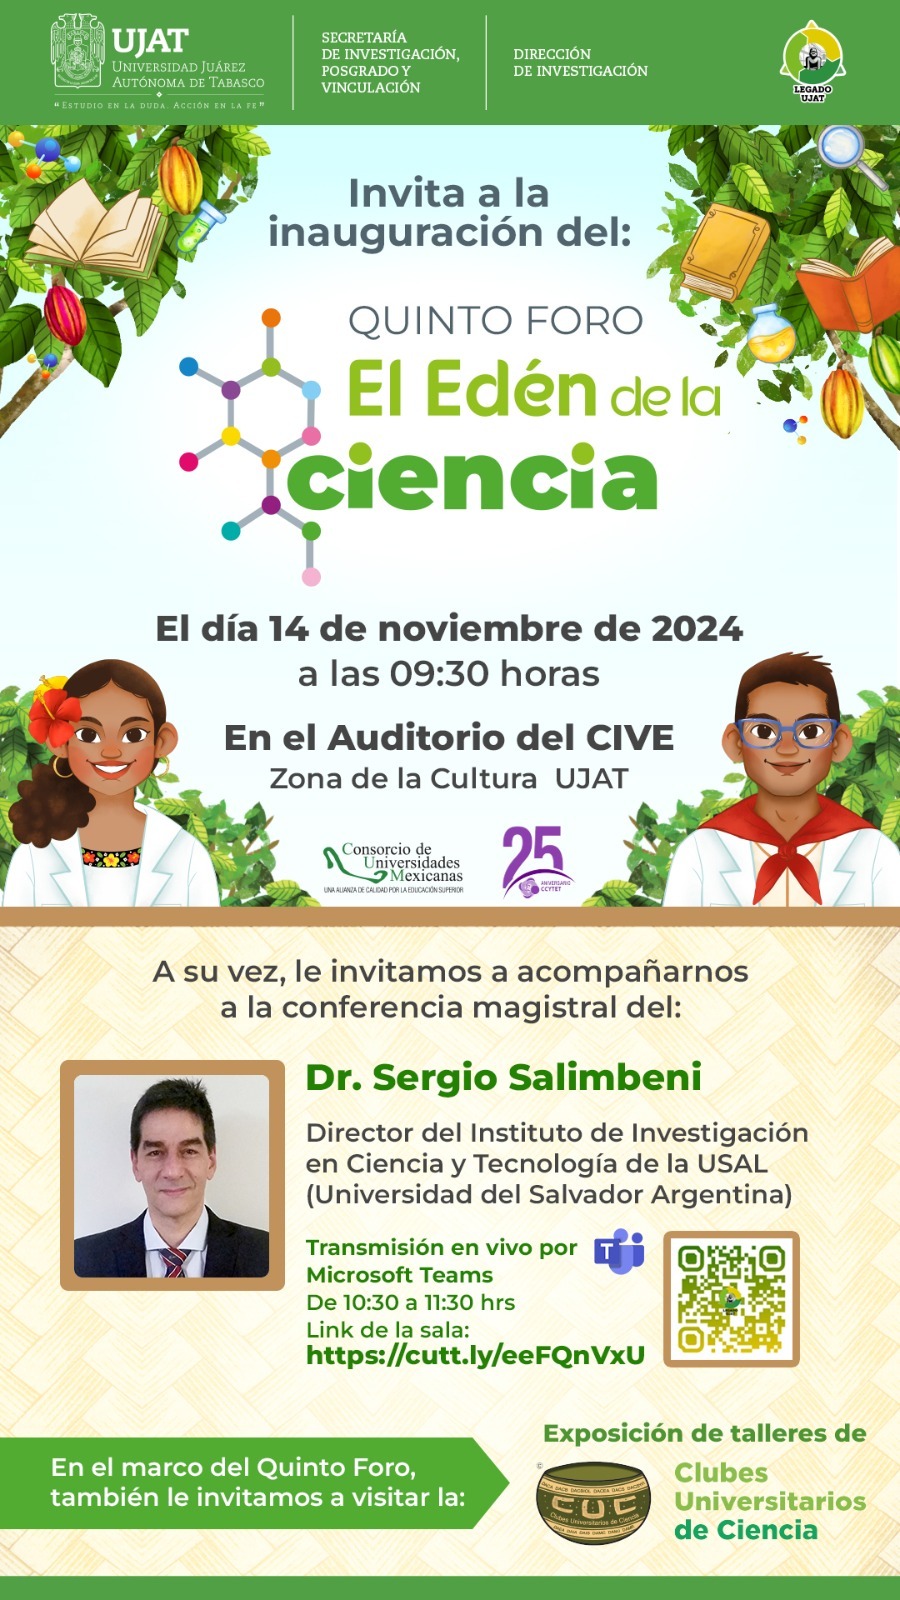 UJAT
UNIVERSIDAD JUÁREZ
AUTÓNOMA DE TABASCO
"ESTUDIO EN LA DUDA. ACCIÓN EN LA FE"
SECRETARÍA
DE INVESTIGACIÓN,
POSGRADO Y
VINCULACIÓN
DIRECCIÓN
DE INVESTIGACIÓN
LEGADO
UJAT
Invita a la
inauguración del:
QUINTO FORO
El Edén de la
ciencia
El día 14 de noviembre de 2024
a las 09:30 horas
En el Auditorio del CIVE
Zona de la Cultura UJAT
Consorcio de
Universidades
Mexicanas
UNA ALIANZA DE CALIDAD POR LA EDUCACIÓN SUPERIOR
25
ANIVERSARIO
CCYTET
A su vez, le invitamos a acompañarnos
a la conferencia magistral del:
Dr. Sergio Salimbeni
Director del Instituto de Investigación
en Ciencia y Tecnología de la USAL
(Universidad del Salvador Argentina)
Transmisión en vivo por
Microsoft Teams
De 10:30 a 11:30 hrs
Link de la sala:
https://cutt.ly/eeFQnVxU
T
En el marco del Quinto Foro,
también le invitamos a visitar la:
Exposición de talleres de
©
CUC
Clubes Universitarios de Ciencia
Clubes
Universitarios
de Ciencia